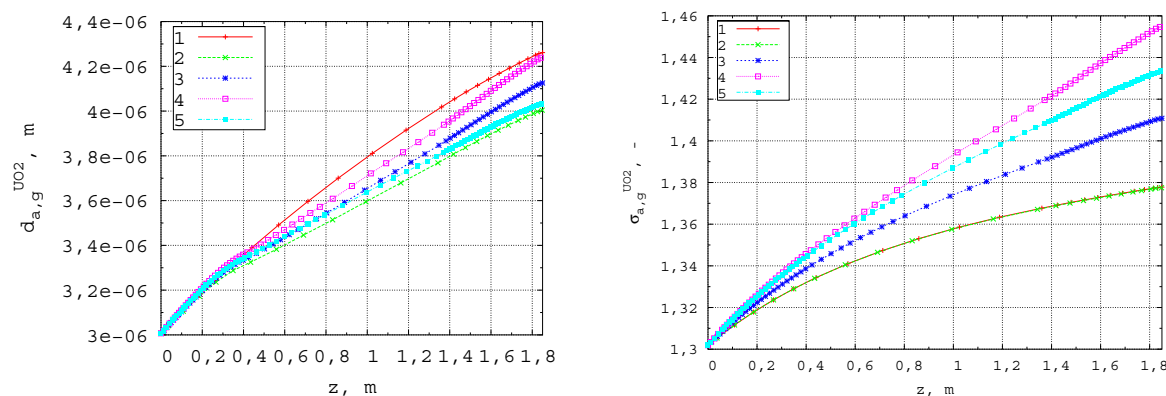 4,4e-06
4,2e-06
4e-06
3,8e-06
3,6e-06
3,4e-06
3,2e-06
3e-06
d_{a,g}^{UO2}, m
1
2
3
4
5
0 0,2 0,4 0,6 0,8 1 1,2 1,4 1,6 1,8
z, m
1,46
1,44
1,42
1,4
1,38
1,36
1,34
1,32
1,3
σ_{a,g}^{UO2}, -
1
2
3
4
5
0 0,2 0,4 0,6 0,8 1 1,2 1,4 1,6 1,8
z, m